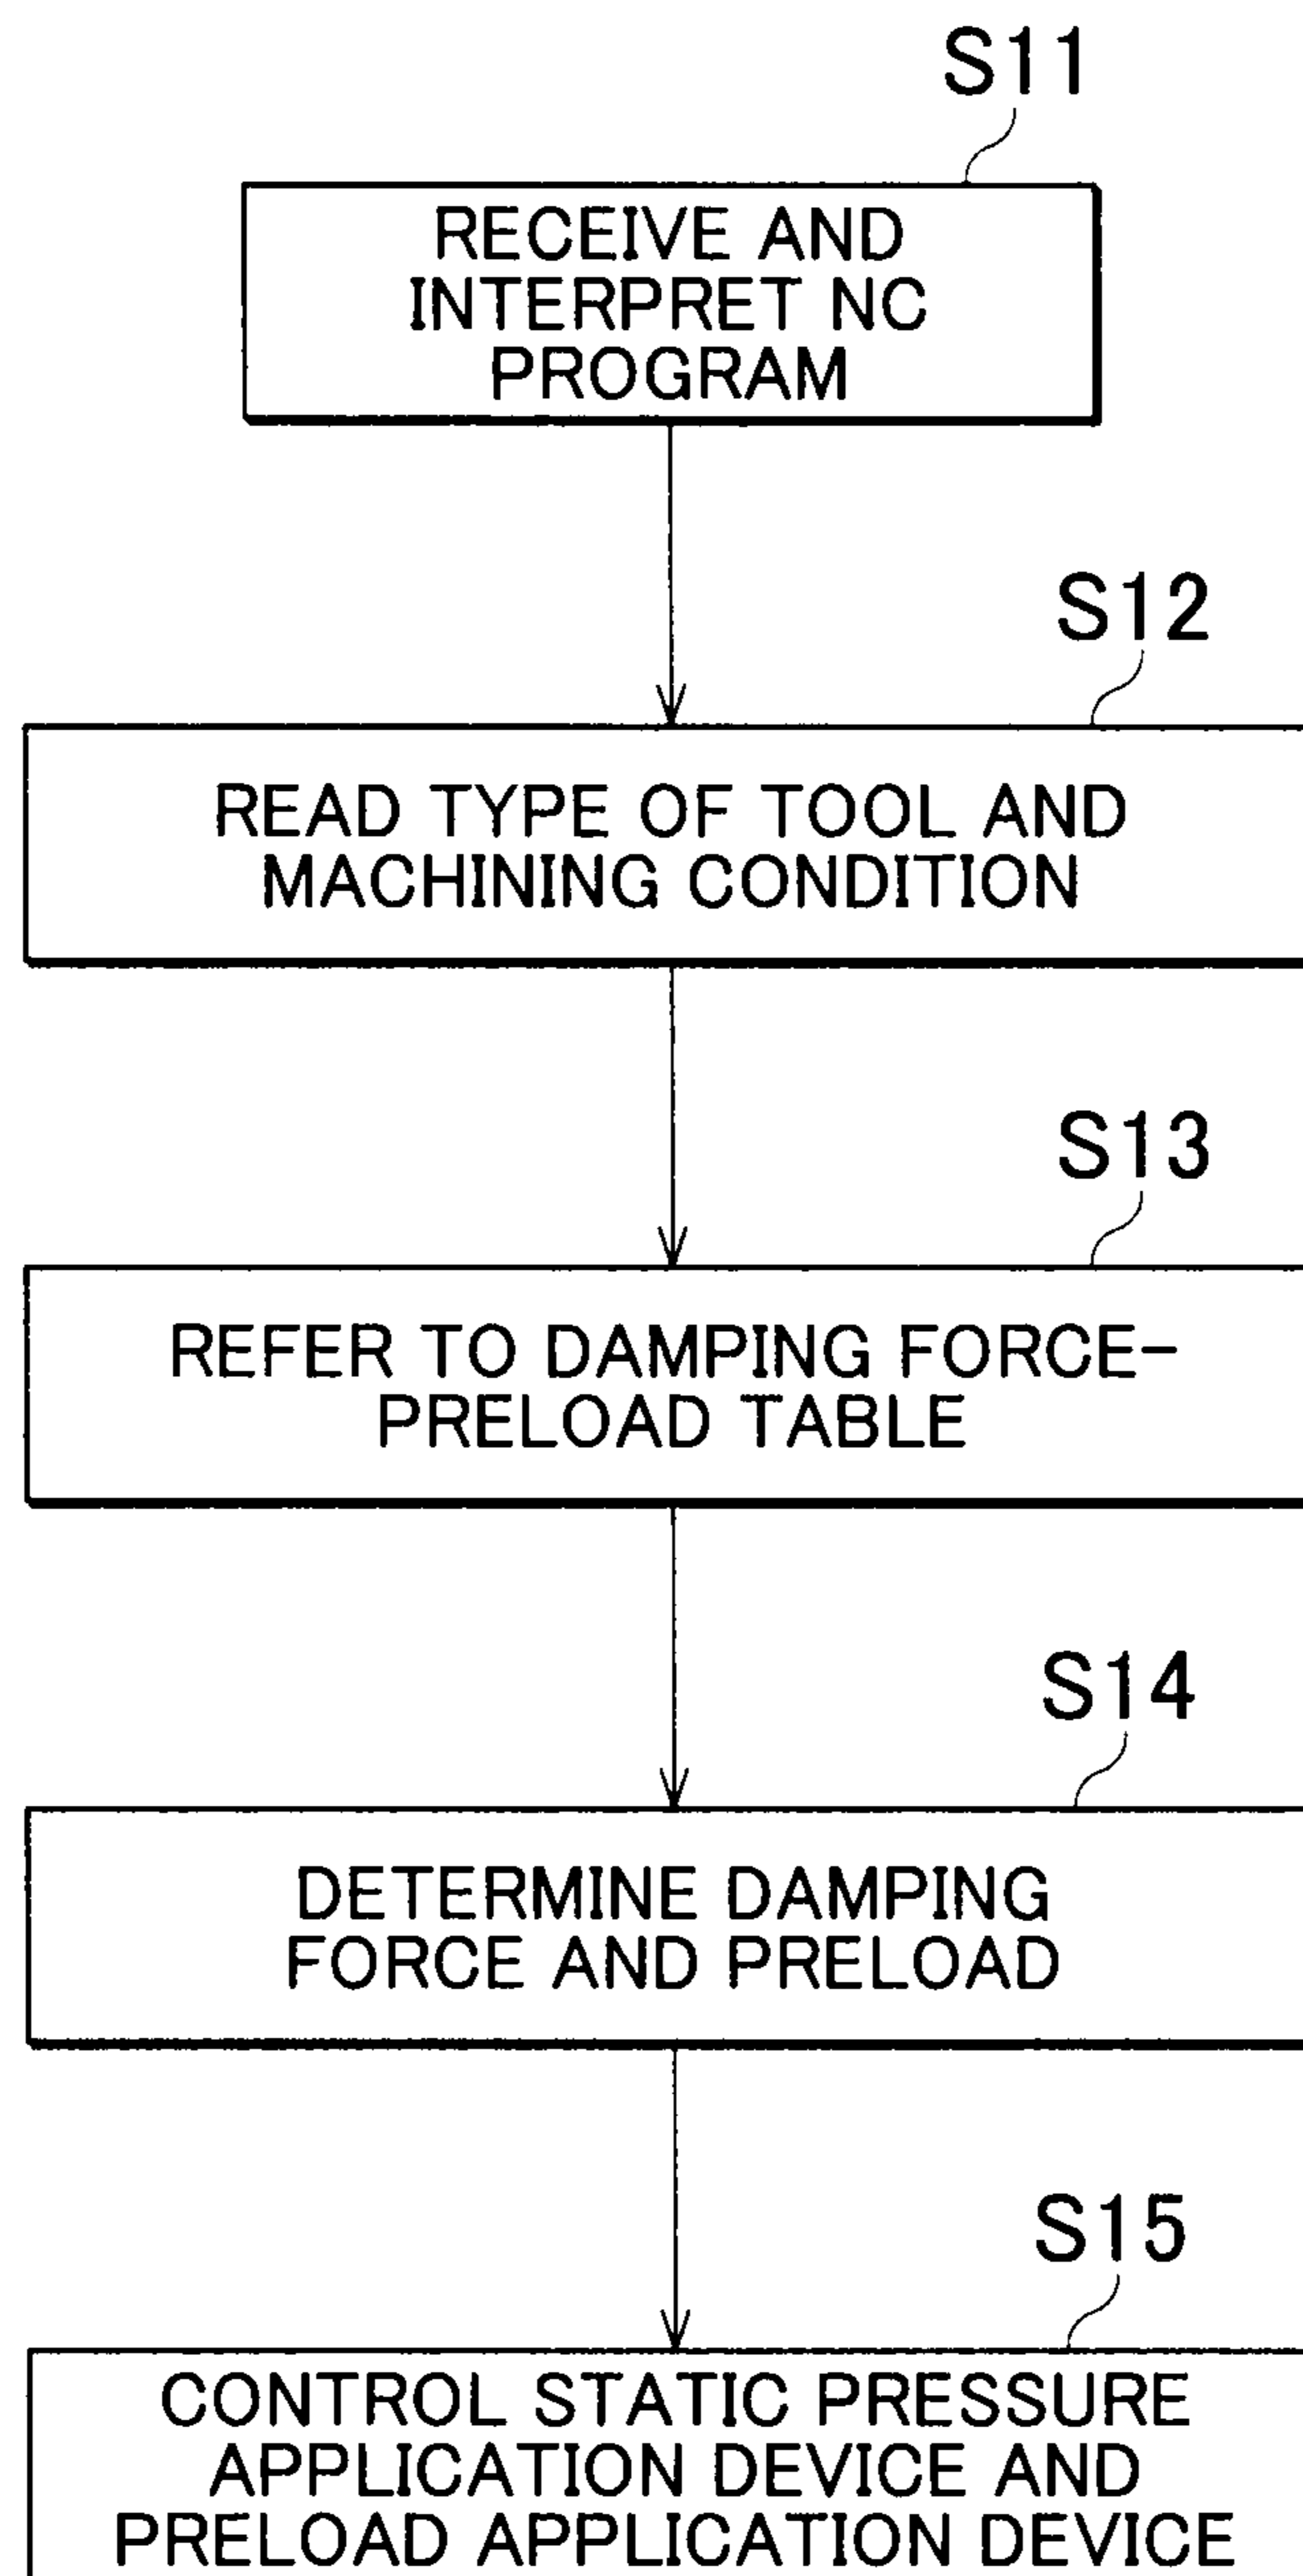 S11
RECEIVE AND
INTERPRET NC
PROGRAM
S12
READ TYPE OF TOOL AND
MACHINING CONDITION
S13
REFER TO DAMPING FORCE-
PRELOAD TABLE
S14
DETERMINE DAMPING
FORCE AND PRELOAD
S15
CONTROL STATIC PRESSURE
APPLICATION DEVICE AND
PRELOAD APPLICATION DEVICE